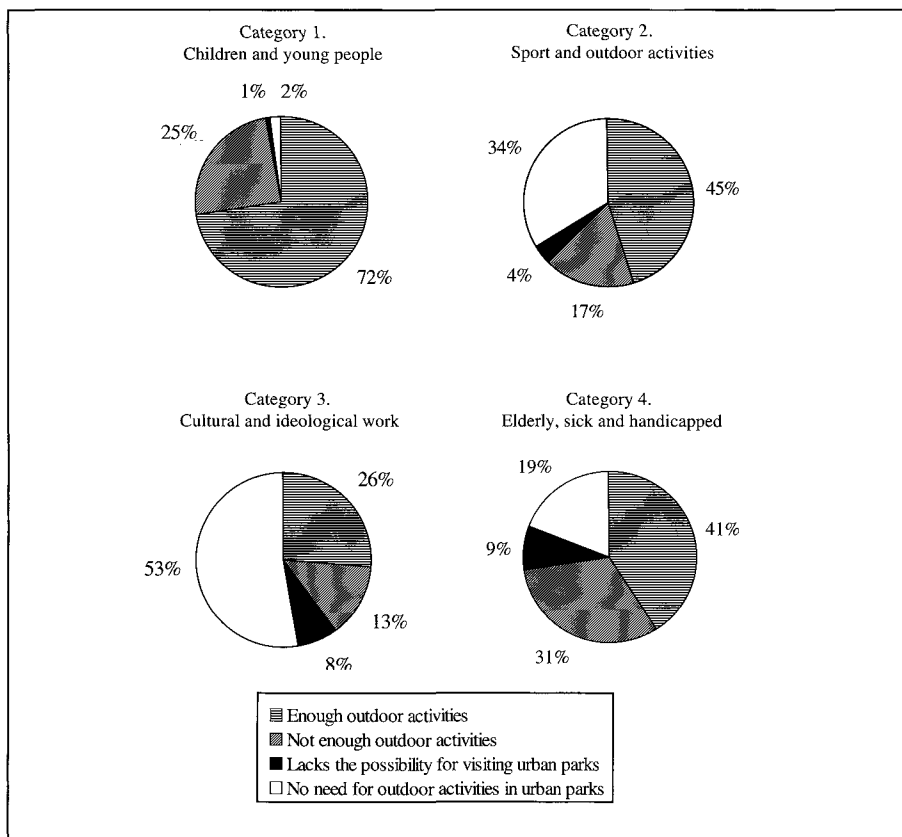 Category 1.
Children and young people
1% 2%
25%
72%
Category 2.
Sport and outdoor activities
34%
45%
4%
17%
Category 3.
Cultural and ideological work
26%
53%
13%
8%
Category 4.
Elderly, sick and handicapped
19%
41%
9%
31%
Enough outdoor activities
Not enough outdoor activities
Lacks the possibility for visiting urban parks
No need for outdoor activities in urban parks